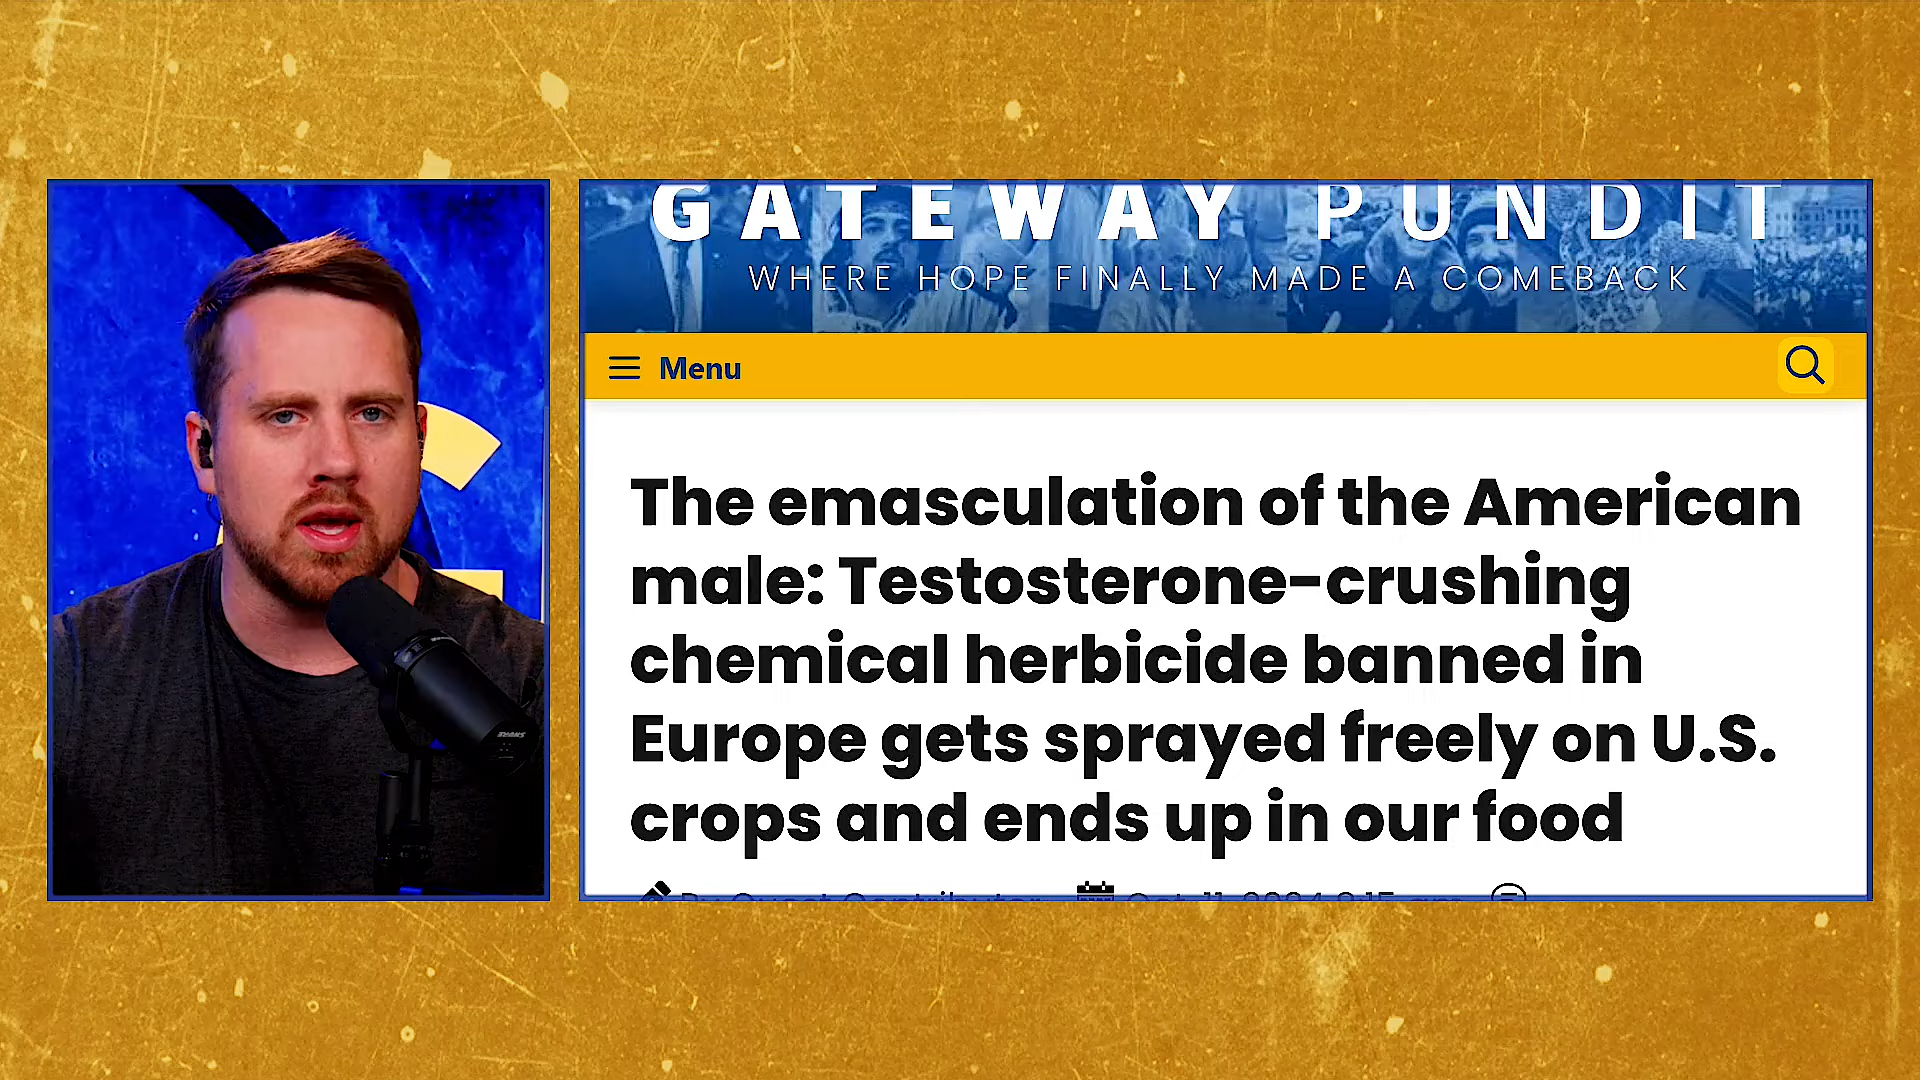 GATEWAY PUNDIT
WHERE HOPE FINALLY MADE A COMEBACK
Menu
The emasculation of the American
male: Testosterone-crushing
chemical herbicide banned in
Europe gets sprayed freely on U.S.
crops and ends up in our food